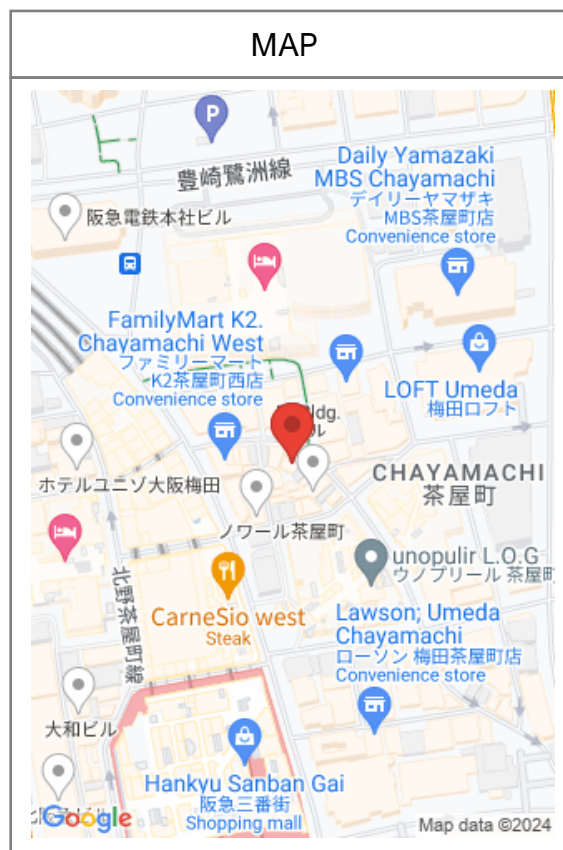 MAP
P
豊崎鷺洲線
Daily Yamazaki
MBS Chayamachi
デイリーヤマザキ
MBS茶屋町店
Convenience store
阪急電鉄本社ビル
FamilyMart K2.
Chayamachi West
ファミリーマート
K2茶屋町西店
Convenience store
LOFT Umeda
梅田ロフト
ldg.
ル
ホテルユニゾ大阪梅田
CHAYAMACHI
茶屋町
ノワール茶屋町
unopulir L.O.G
ウノプリール 茶屋町
北野茶屋町線
CarneSio west
Steak
Lawson; Umeda
Chayamachi
ローソン 梅田茶屋町店
Convenience store
大和ビル
Hankyu Sanban Gai
阪急三番街
Shopping mall
Google
Map data ©2024